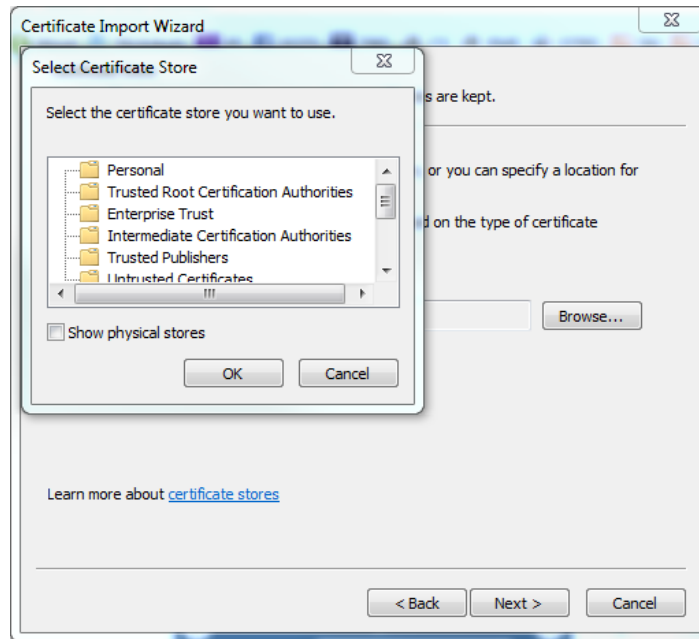 Certificate Import Wizard
Select Certificate Store
Select the certificate store you want to use.
Personal
Trusted Root Certification Authorities
Enterprise Trust
Intermediate Certification Authorities
Trusted Publishers
Untrusted Certificates
Show physical stores
OK
Cancel
are kept.
or you can specify a location for
on the type of certificate
Browse...
Learn more about certificate stores
< Back
Next >
Cancel